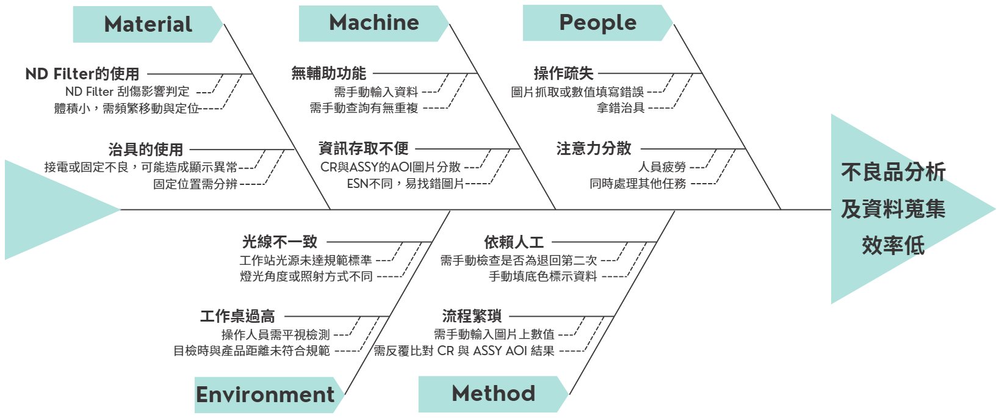 Material
ND Filter的使用
ND Filter 刮傷影響判定
體積小，需頻繁移動與定位
治具的使用
接電或固定不良，可能造成顯示異常
固定位置需分辨
Machine
無輔助功能
需手動輸入資料
需手動查詢有無重複
資訊存取不便
CR與ASSY的AOI圖片分散
ESN不同，易找錯圖片
People
操作疏失
圖片抓取或數值填寫錯誤
拿錯治具
注意力分散
人員疲勞
同時處理其他任務
光線不一致
工作站光源未達規範標準
燈光角度或照射方式不同
工作桌過高
操作人員需平視檢測
目檢時與產品距離未符合規範
Environment
依賴人工
需手動檢查是否為退回第二次
手動填底色標示資料
流程繁瑣
需手動輸入圖片上數值
需反覆比對 CR 與 ASSY AOI 結果
Method
不良品分析
及資料蒐集
效率低